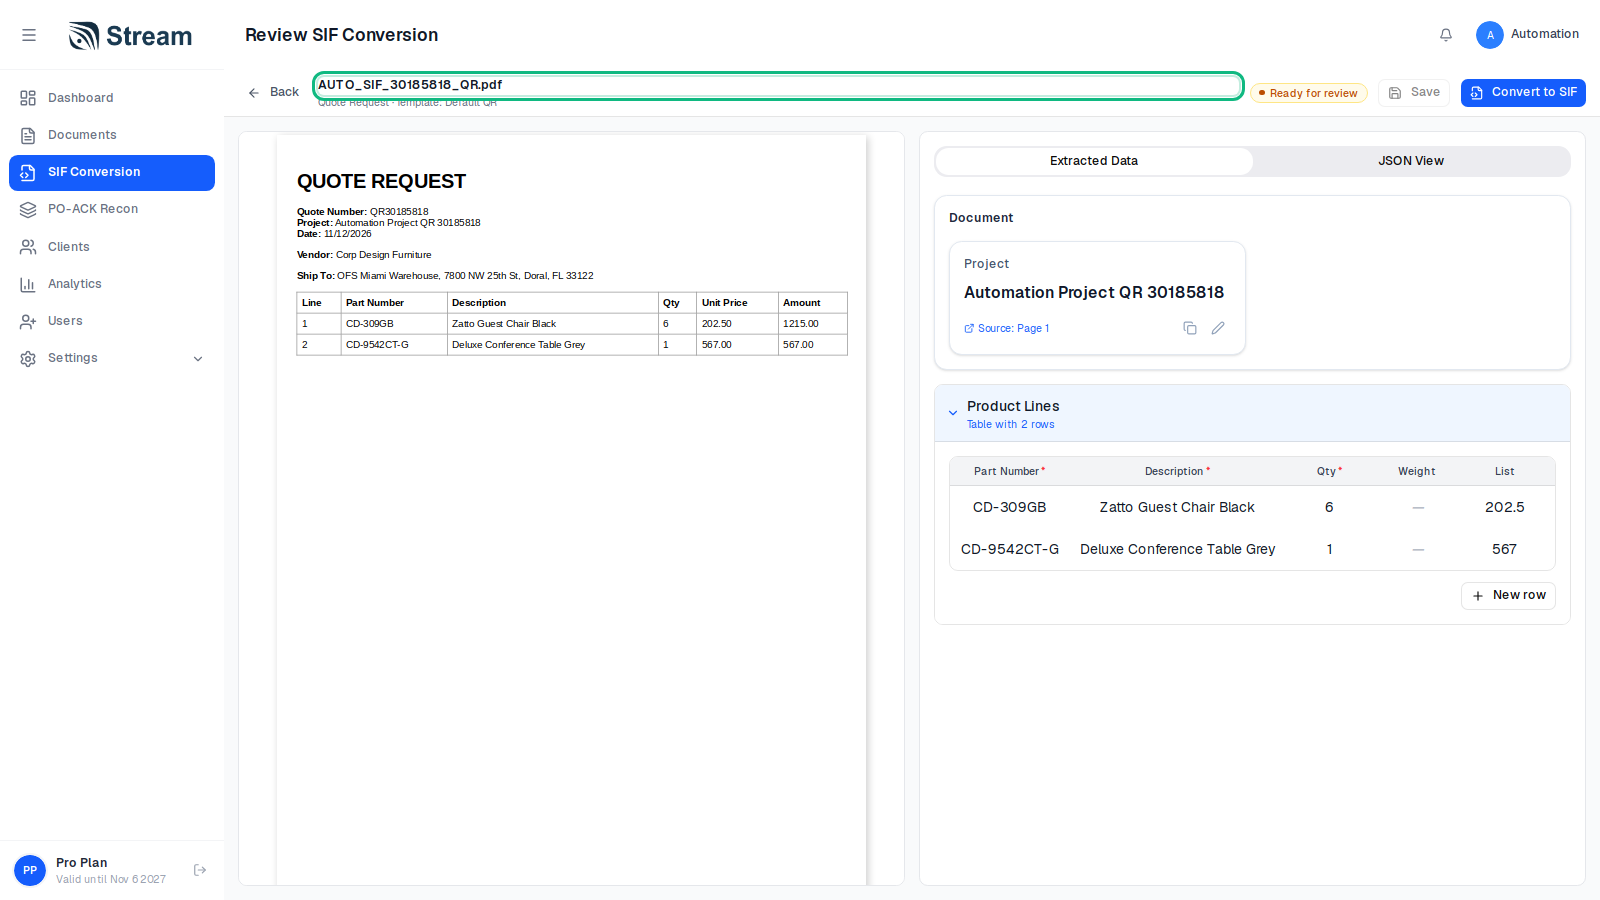 Stream
Review SIF Conversion
A
Automation
Back
AUTO_SIF_30185818_QR.pdf
Quote Request · Template: Default QR
Ready for review
Save
Convert to SIF
Dashboard
Documents
SIF Conversion
PO-ACK Recon
Clients
Analytics
Users
Settings
PP
Pro Plan
Valid until Nov 6 2027
QUOTE REQUEST
Quote Number: QR30185818
Project: Automation Project QR 30185818
Date: 11/12/2026
Vendor: Corp Design Furniture
Ship To: OFS Miami Warehouse, 7800 NW 25th St, Doral, FL 33122
Line Part Number Description Qty Unit Price Amount
1 CD-309GB Zatto Guest Chair Black 6 202.50 1215.00
2 CD-9542CT-G Deluxe Conference Table Grey 1 567.00 567.00
Extracted Data
JSON View
Document
Project
Automation Project QR 30185818
Source: Page 1
Product Lines
Table with 2 rows
Part Number* Description* Qty* Weight List
CD-309GB Zatto Guest Chair Black 6 — 202.5
CD-9542CT-G Deluxe Conference Table Grey 1 — 567
New row